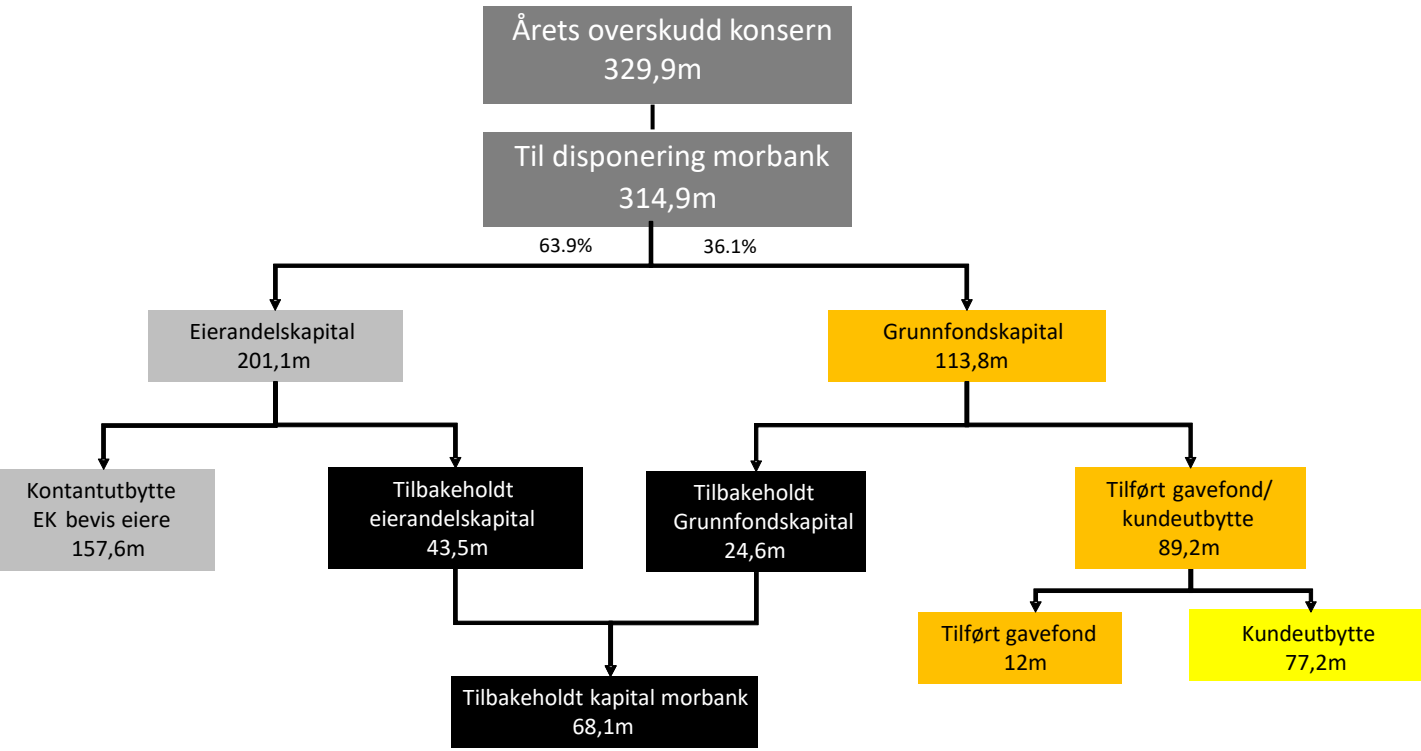 Årets overskudd konsern
329,9m
Til disponering morbank
314,9m
63.9%
36.1%
Eierandelskapital
201,1m
Grunnfondskapital
113,8m
Kontantutbytte
EK bevis eiere
157,6m
Tilbakeholdt
eierandelskapital
43,5m
Tilbakeholdt
Grunnfondskapital
24,6m
Tilført gavefond/
kundeutbytte
89,2m
Tilført gavefond
12m
Kundeutbytte
77,2m
Tilbakeholdt kapital morbank
68,1m